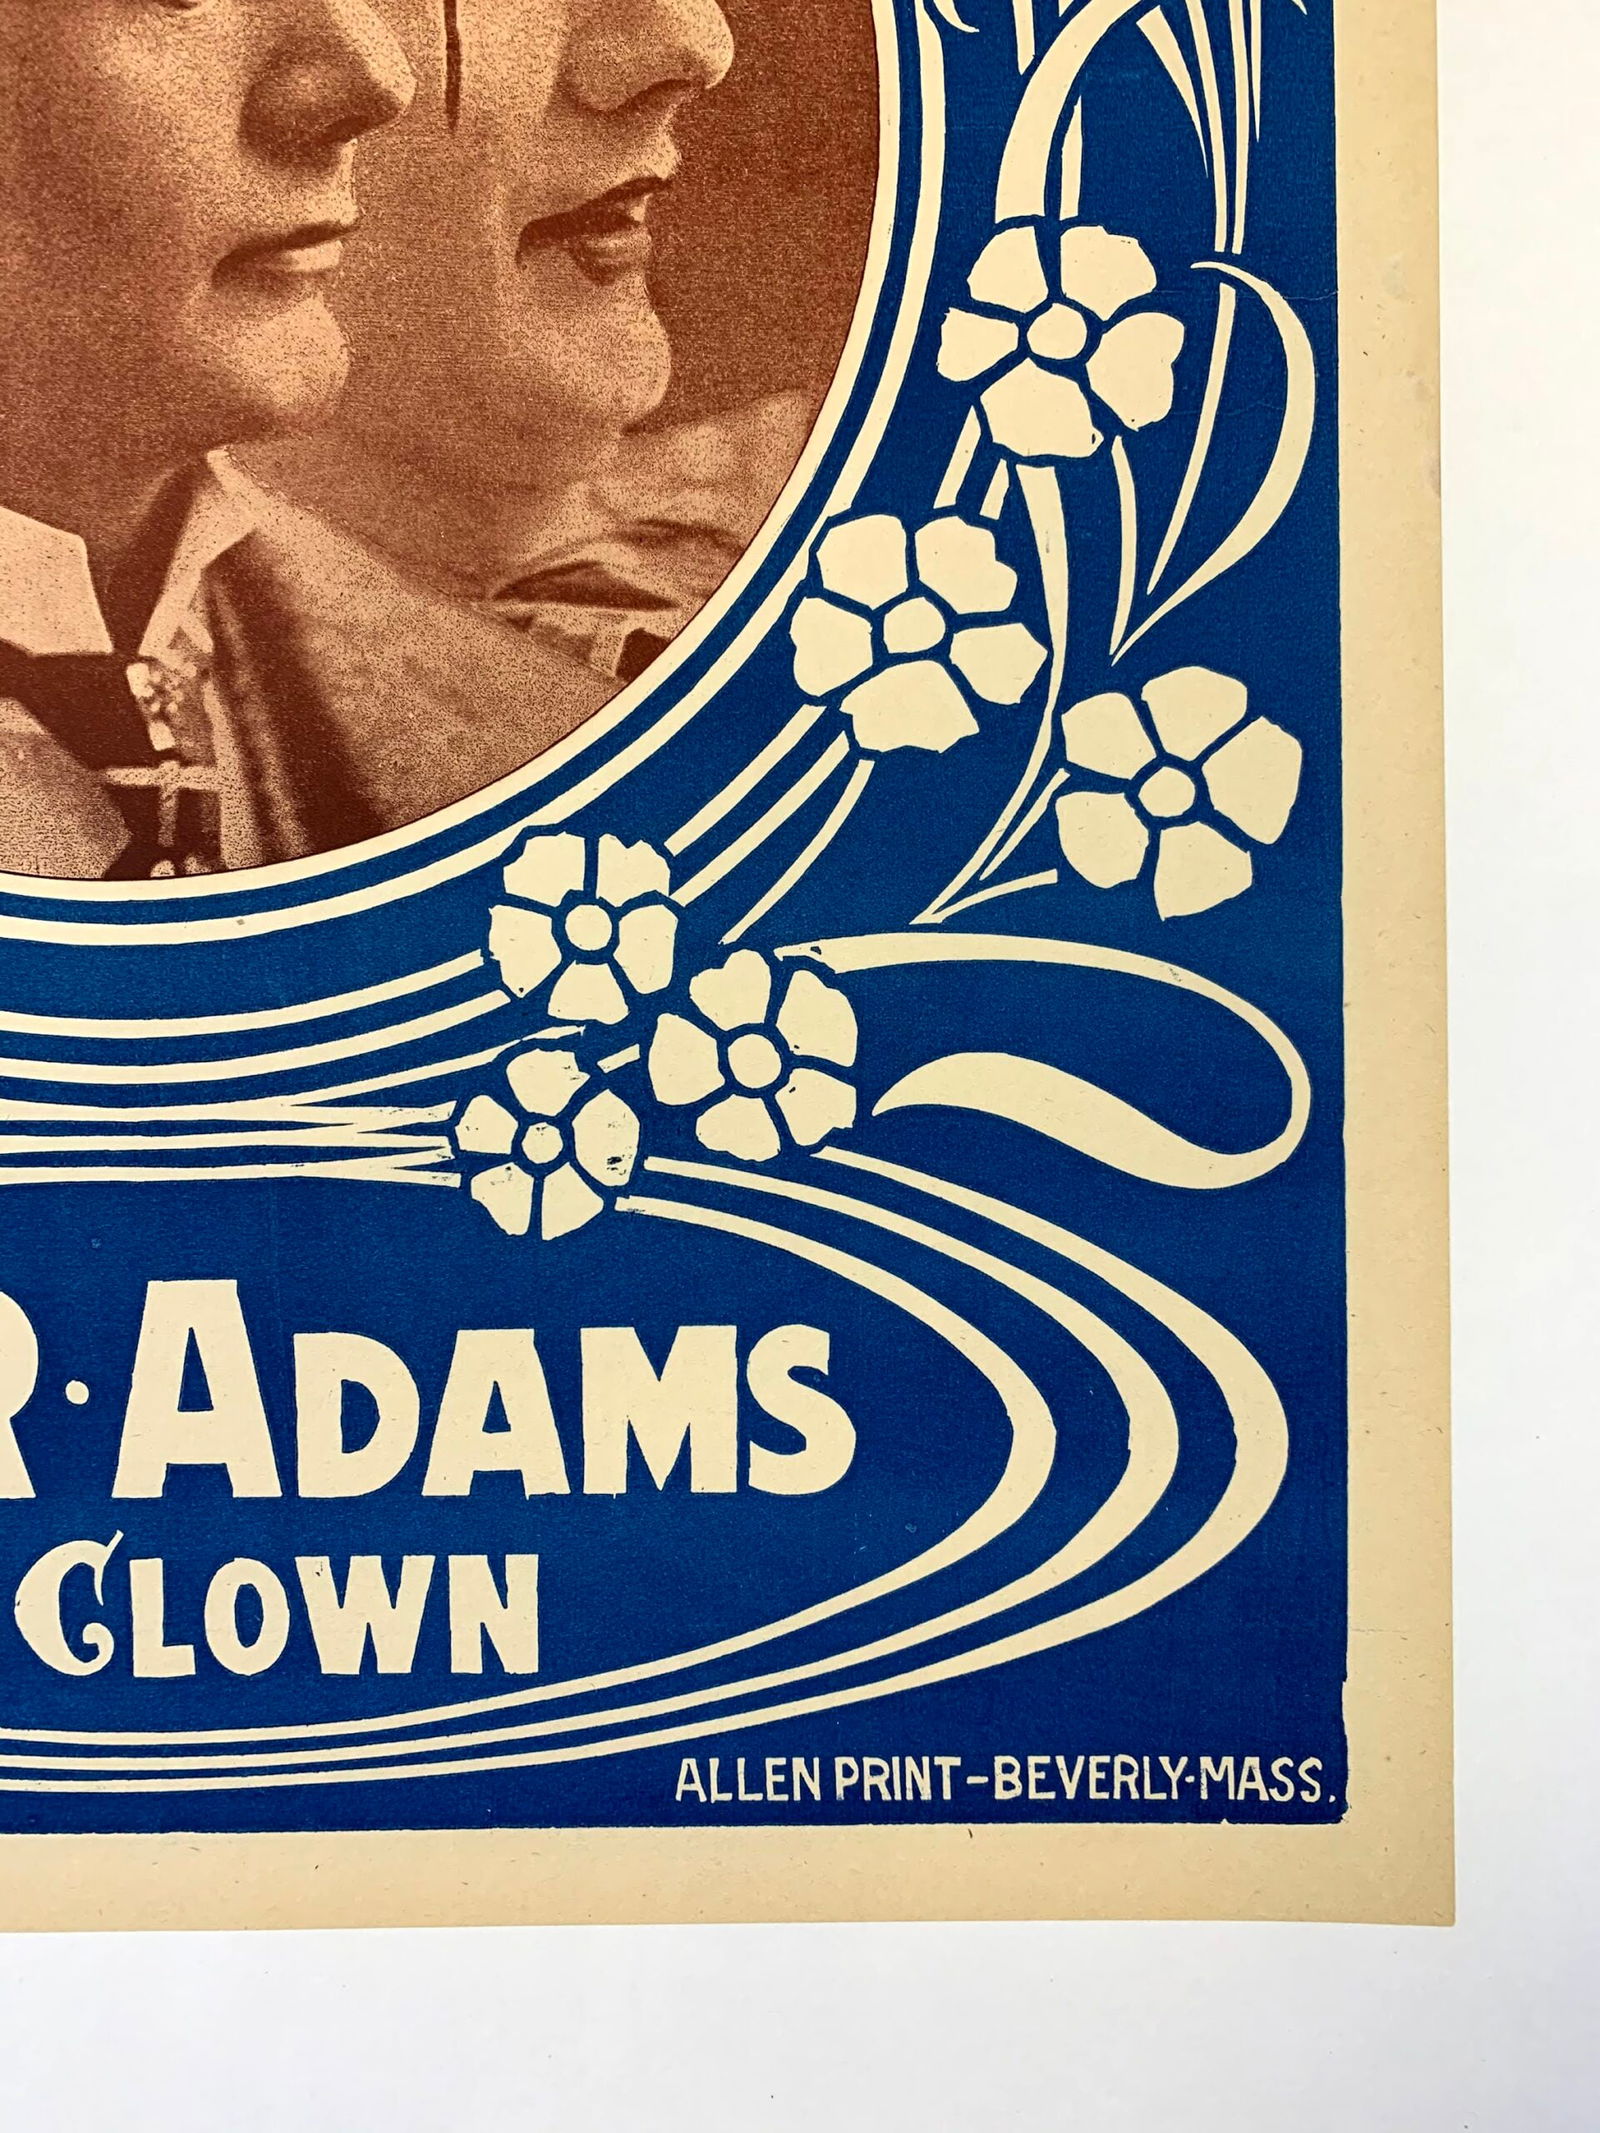 R· ADAMS
CLOWN
ALLEN PRINT-BEVERLY-MASS.